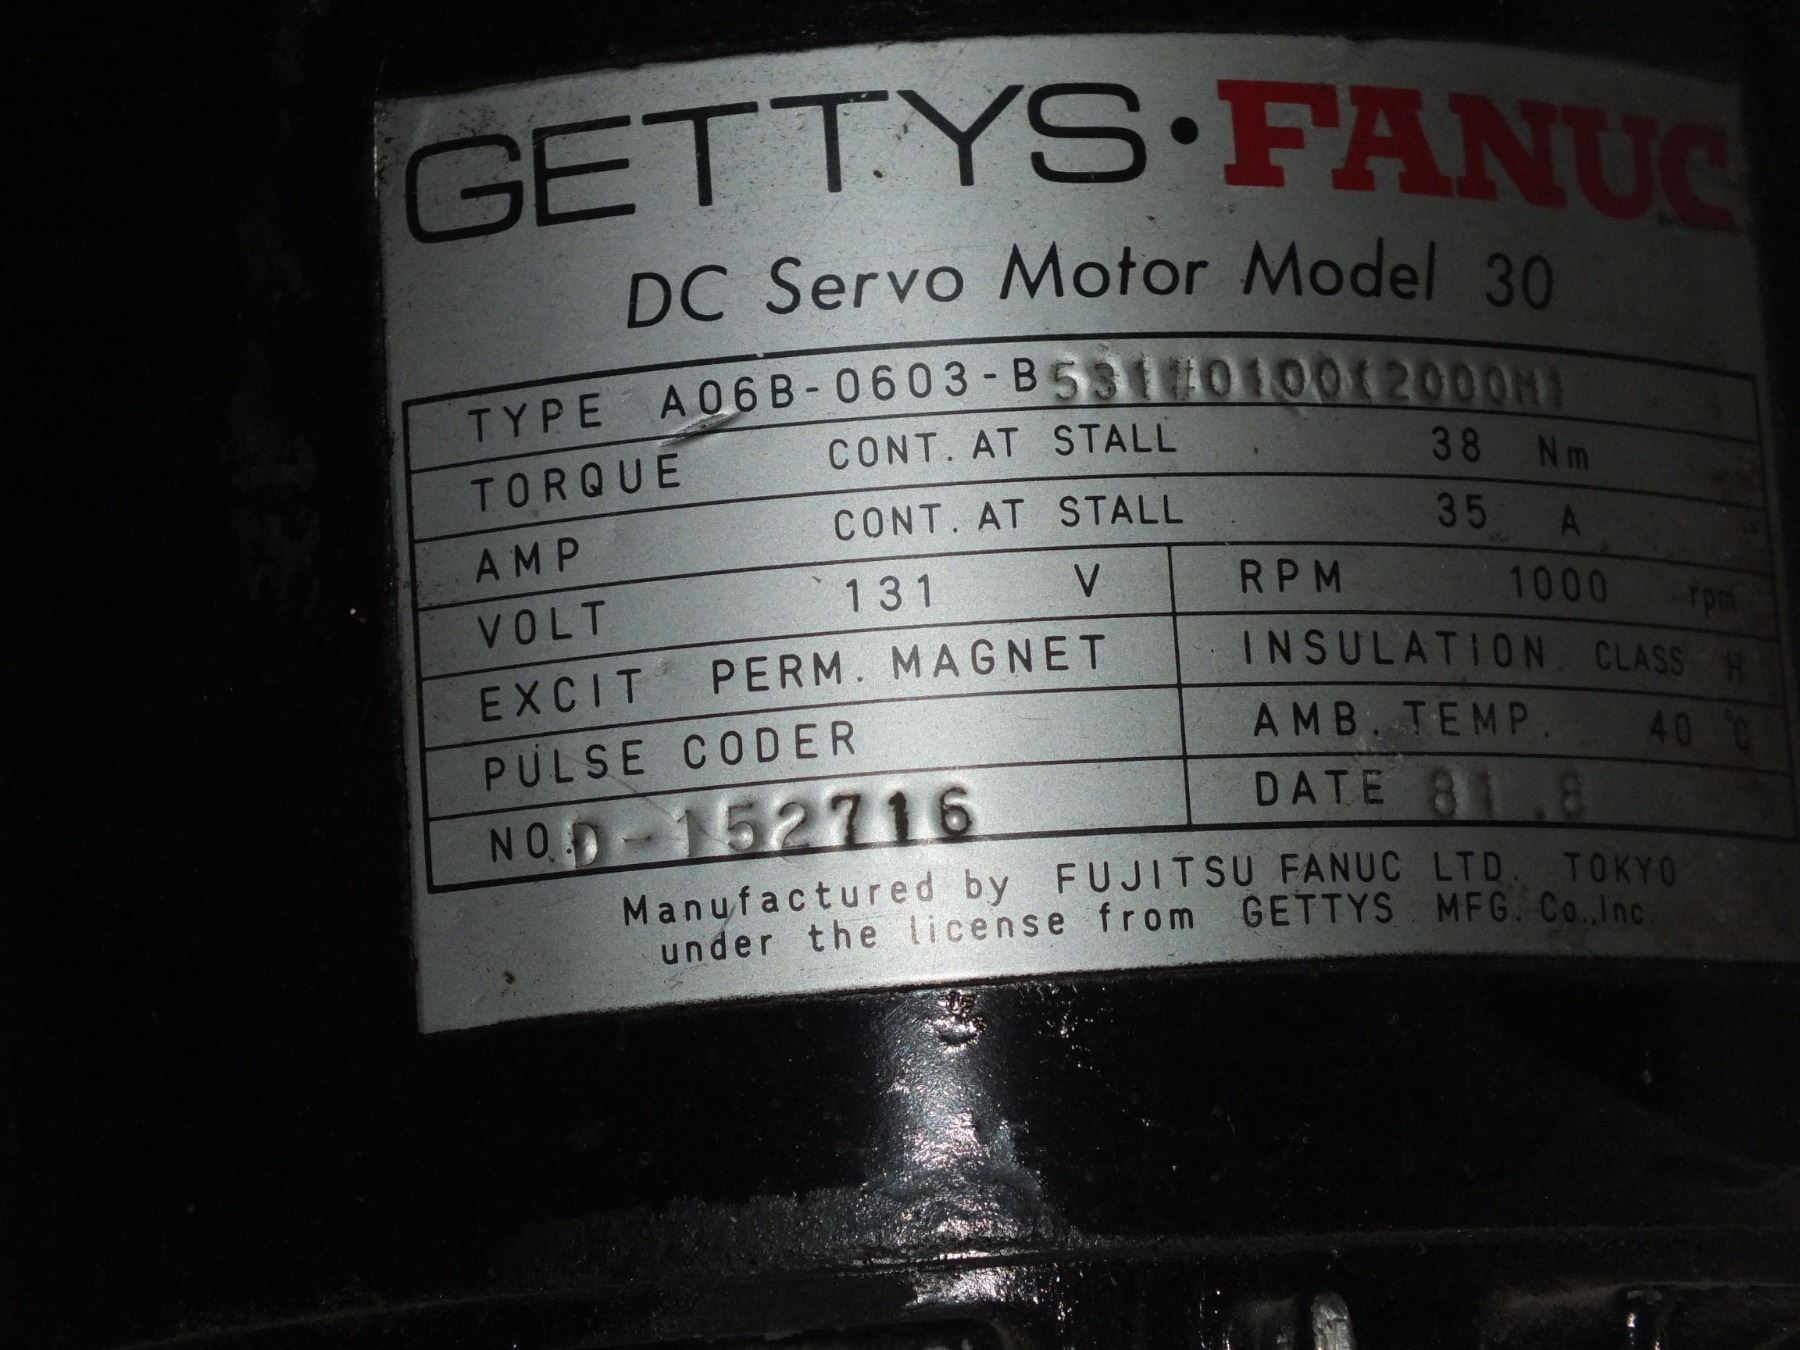 GETTYS·FANUC
DC Servo Motor Model 30
TYPE A06B-0603-B531#010012000M1
TORQUE CONT. AT STALL 38 Nm
AMP CONT. AT STALL 35 A
VOLT 131 V RPM 1000 rpm
EXCIT PERM. MAGNET INSULATION CLASS H
PULSE CODER AMB. TEMP. 40 °C
NO. D-152716 DATE 81.8
Manufactured by FUJITSU FANUC LTD. TOKYO
under the license from GETTYS MFG. Co.,Inc.